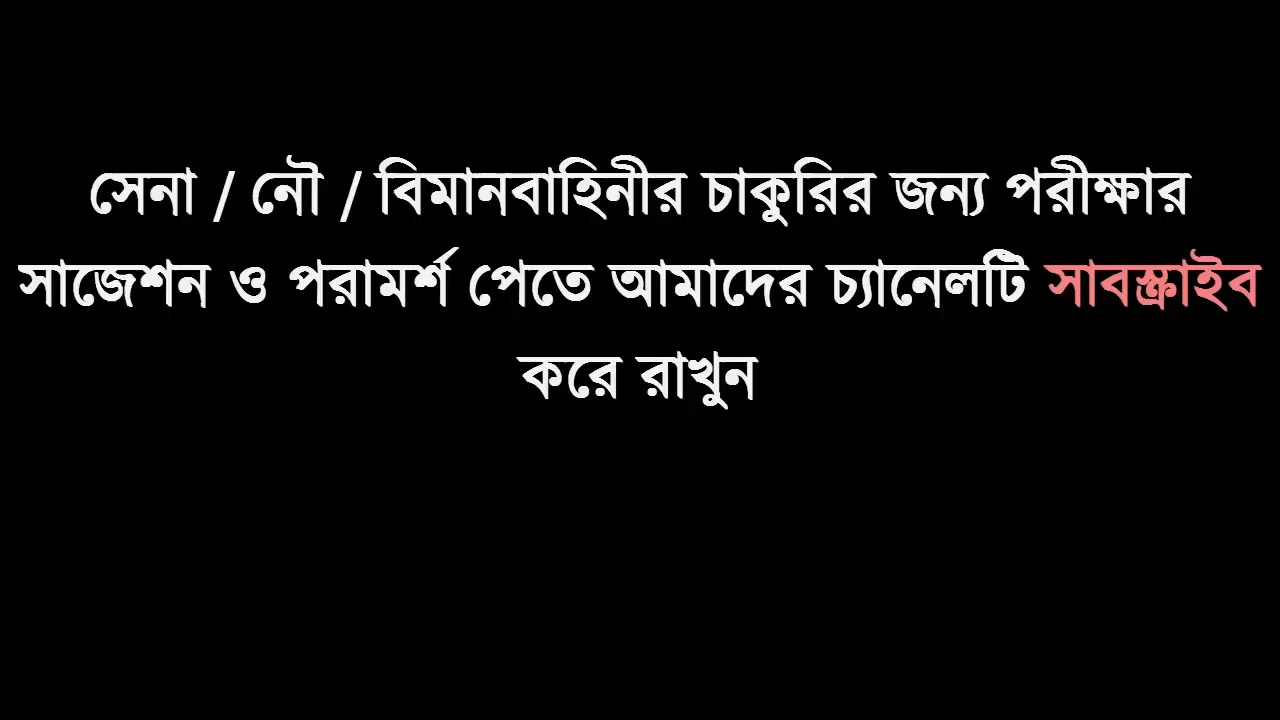 সেনা / নৌ / বিমানবাহিনীর চাকুরির জন্য পরীক্ষার
সাজেশন ও পরামর্শ পেতে আমাদের চ্যানেলটি সাবস্ক্রাইব
করে রাখুন